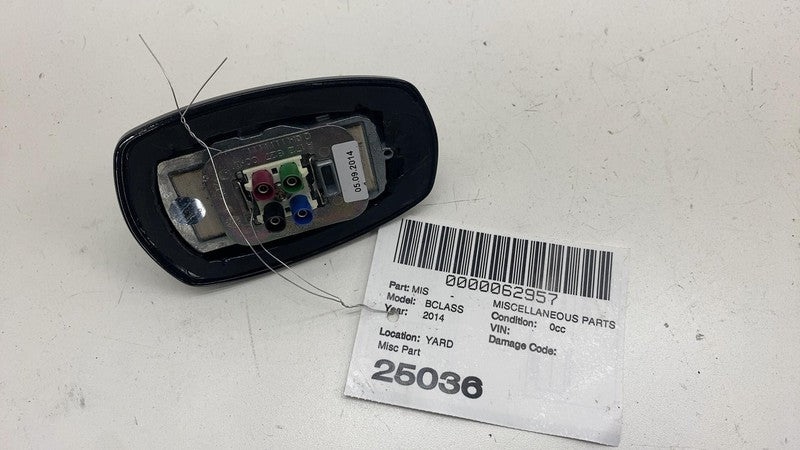 05.09.2014
0000062957
Part: MIS - MISCELLANEOUS PARTS
Model: BCLASS Condition: 0cc
Year: 2014 VIN:
Damage Code:
Location: YARD
Misc Part
25036